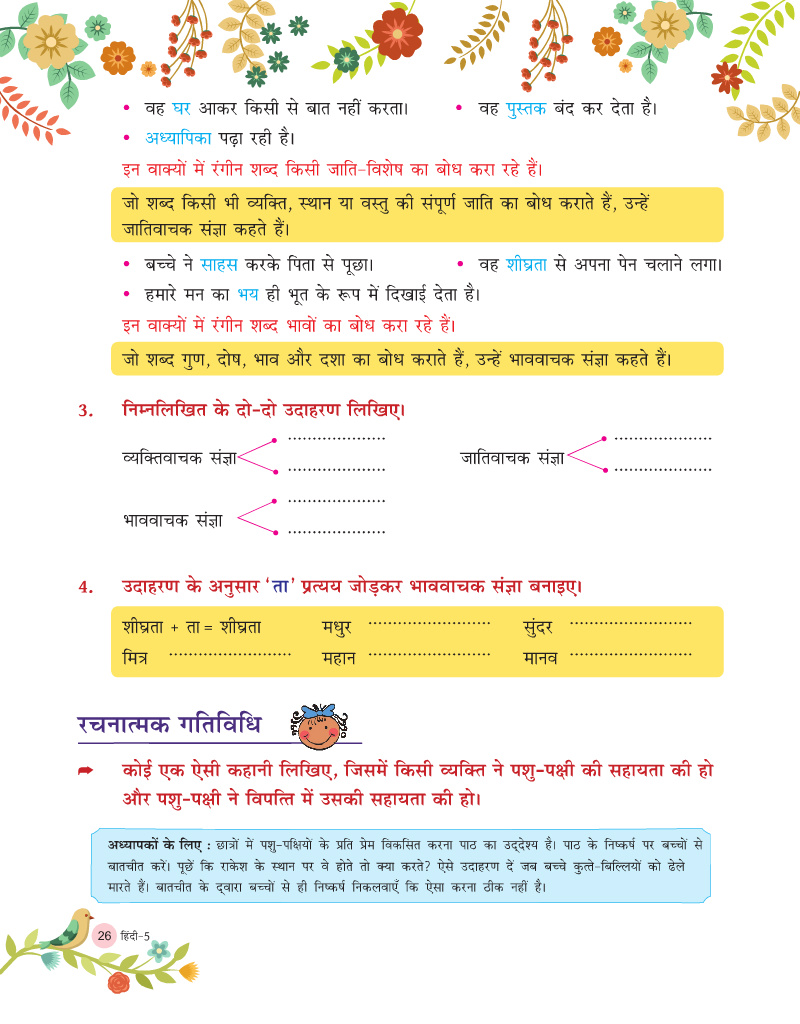 • वह घर आकर किसी से बात नहीं करता। • वह पुस्तक बंद कर देता है।
• अध्यापिका पढ़ा रही है।
इन वाक्यों में रंगीन शब्द किसी जाति-विशेष का बोध करा रहे हैं।
जो शब्द किसी भी व्यक्ति, स्थान या वस्तु की संपूर्ण जाति का बोध कराते हैं, उन्हें
जातिवाचक संज्ञा कहते हैं।
• बच्चे ने साहस करके पिता से पूछा। • वह शीघ्रता से अपना पेन चलाने लगा।
• हमारे मन का भय ही भूत के रूप में दिखाई देता है।
इन वाक्यों में रंगीन शब्द भावों का बोध करा रहे हैं।
जो शब्द गुण, दोष, भाव और दशा का बोध कराते हैं, उन्हें भाववाचक संज्ञा कहते हैं।
3. निम्नलिखित के दो-दो उदाहरण लिखिए।
व्यक्तिवाचक संज्ञा .................... जातिवाचक संज्ञा ....................
....................  ....................
भाववाचक संज्ञा ....................
....................
4. उदाहरण के अनुसार ‘ता’ प्रत्यय जोड़कर भाववाचक संज्ञा बनाइए।
शीघ्रता + ता = शीघ्रता मधुर ......................... सुंदर .........................
मित्र ......................... महान ......................... मानव .........................
रचनात्मक गतिविधि
कोई एक ऐसी कहानी लिखिए, जिसमें किसी व्यक्ति ने पशु-पक्षी की सहायता की हो
और पशु-पक्षी ने विपत्ति में उसकी सहायता की हो।
अध्यापकों के लिए : छात्रों में पशु-पक्षियों के प्रति प्रेम विकसित करना पाठ का उद्देश्य है। पाठ के निष्कर्ष पर बच्चों से
बातचीत करें। पूछें कि राकेश के स्थान पर वे होते तो क्या करते? ऐसे उदाहरण दें जब बच्चे कुत्ते-बिल्लियों को ढेले
मारते हैं। बातचीत के द्वारा बच्चों से ही निष्कर्ष निकलवाएँ कि ऐसा करना ठीक नहीं है।
26 हिंदी-5